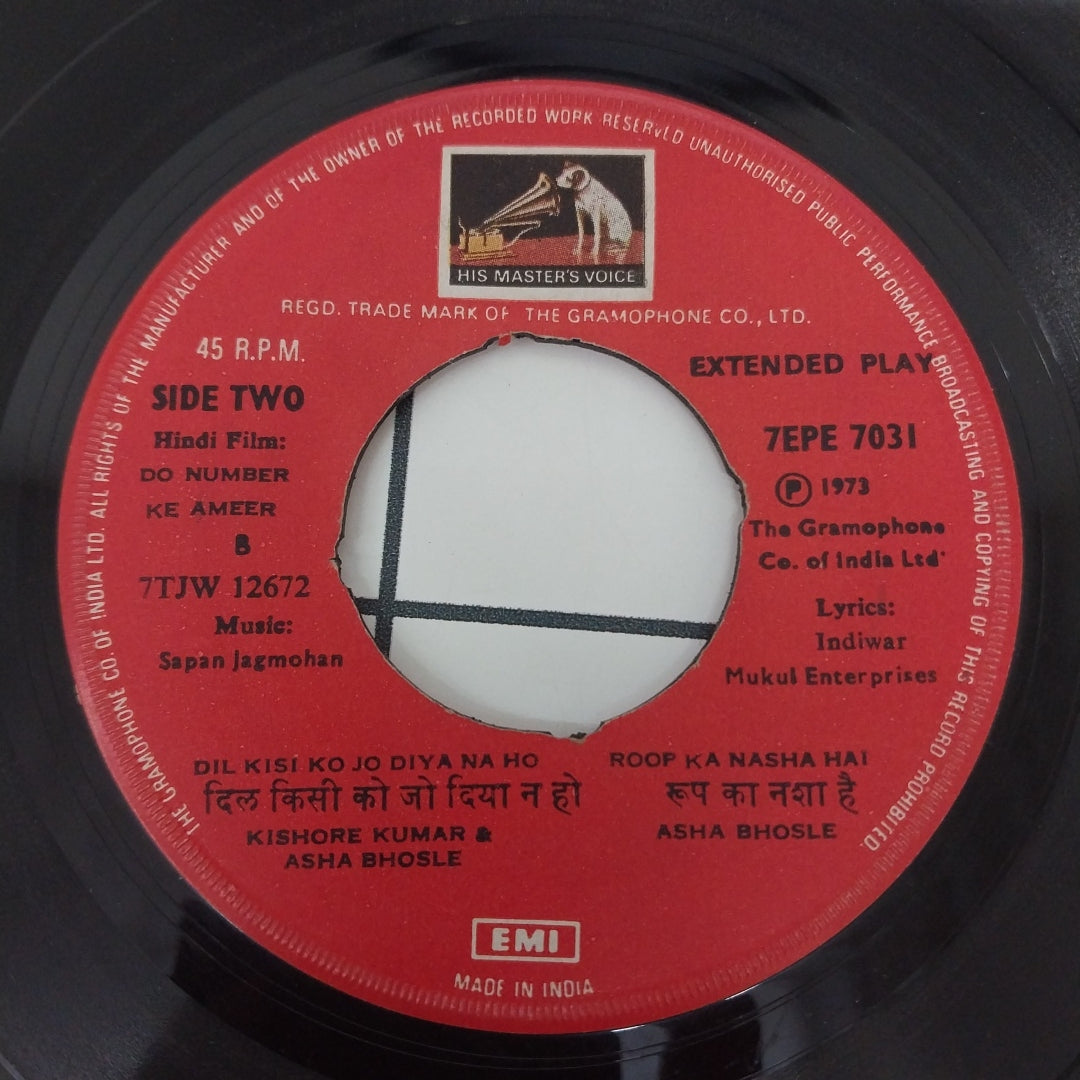 THE GRAMOPHONE CO. OF INDIA LTD. ALL RIGHTS OF THE MANUFACTURER AND OF THE OWNER OF THE RECORDED WORK RESERVED UNAUTHORISED PUBLIC PERFORMANCE BROADCASTING AND COPYING OF THIS RECORD PROHIBITED.
HIS MASTER'S VOICE
REGD. TRADE MARK OF THE GRAMOPHONE CO., LTD.
45 R.P.M.
SIDE TWO
Hindi Film:
DO NUMBER
KE AMEER
B
7TJW 12672
Music:
Sapan Jagmohan
EXTENDED PLAY
7EPE 7031
℗ 1973
The Gramophone
Co. of India Ltd
Lyrics:
Indiwar
Mukul Enterprises
DIL KISI KO JO DIYA NA HO
दिल किसी को जो दिया न हो
KISHORE KUMAR &
ASHA BHOSLE
ROOP KA NASHA HAI
रूप का नशा है
ASHA BHOSLE
EMI
MADE IN INDIA